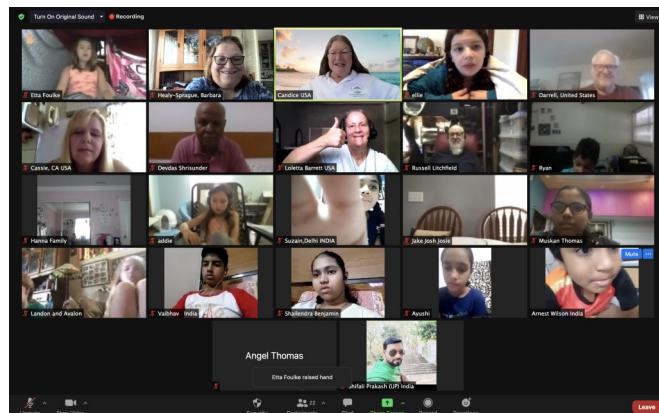 Turn On Original Sound
Recording
View
Etta Foulke
Healy-Sprague, Barbara
Candice USA
ellie
Darrell, United States
Cassie, CA USA
Devdas Shrisunder
Loletta Barrett USA
Russell Litchfield
Ryan
Hanna Family
addie
Suzain,Delhi INDIA
Jake Josh Josie
Muskan Thomas
Mute
Landon and Avalon
Vaibhav India
Shailendra Benjamin
Ayushi
Arnest Wilson India
Angel Thomas
Etta Foulke raised hand
hifali Prakash (UP) India
22
Leave